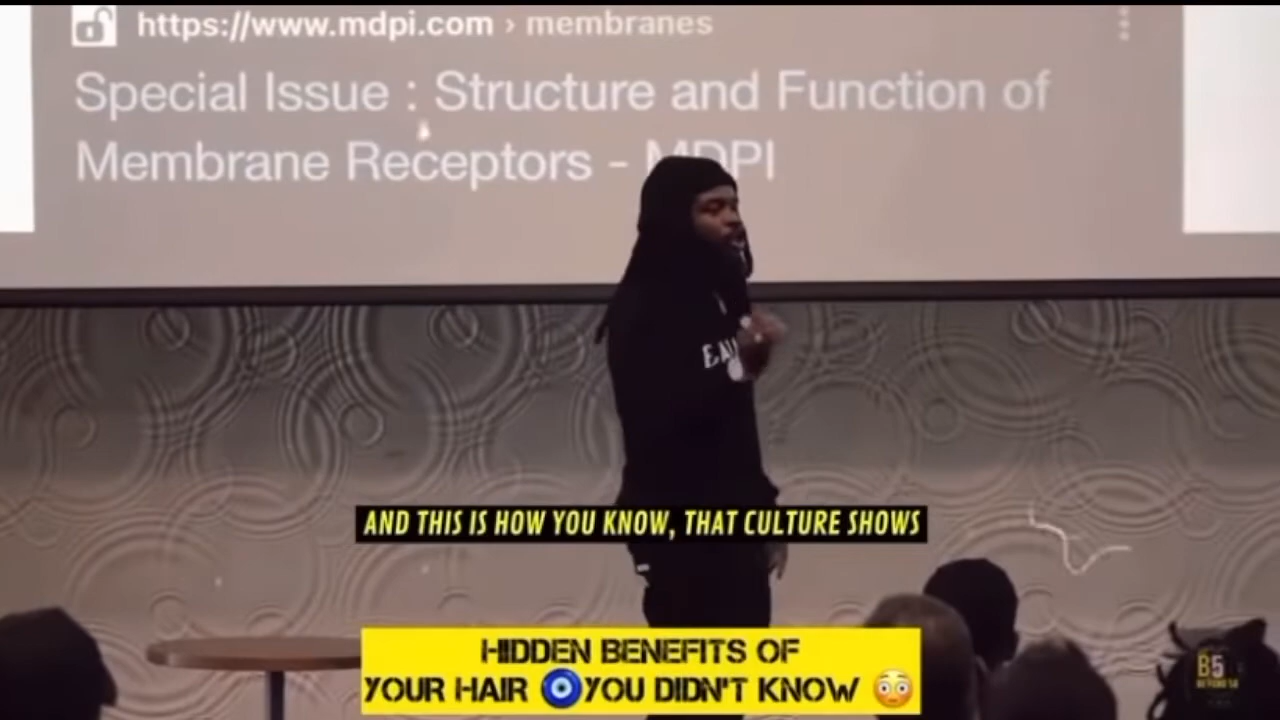 https://www.mdpi.com › membranes
Special Issue : Structure and Function of
Membrane Receptors - MDPI
AND THIS IS HOW YOU KNOW, THAT CULTURE SHOWS
HIDDEN BENEFITS OF
YOUR HAIR 🧿YOU DIDN'T KNOW 😳
B5